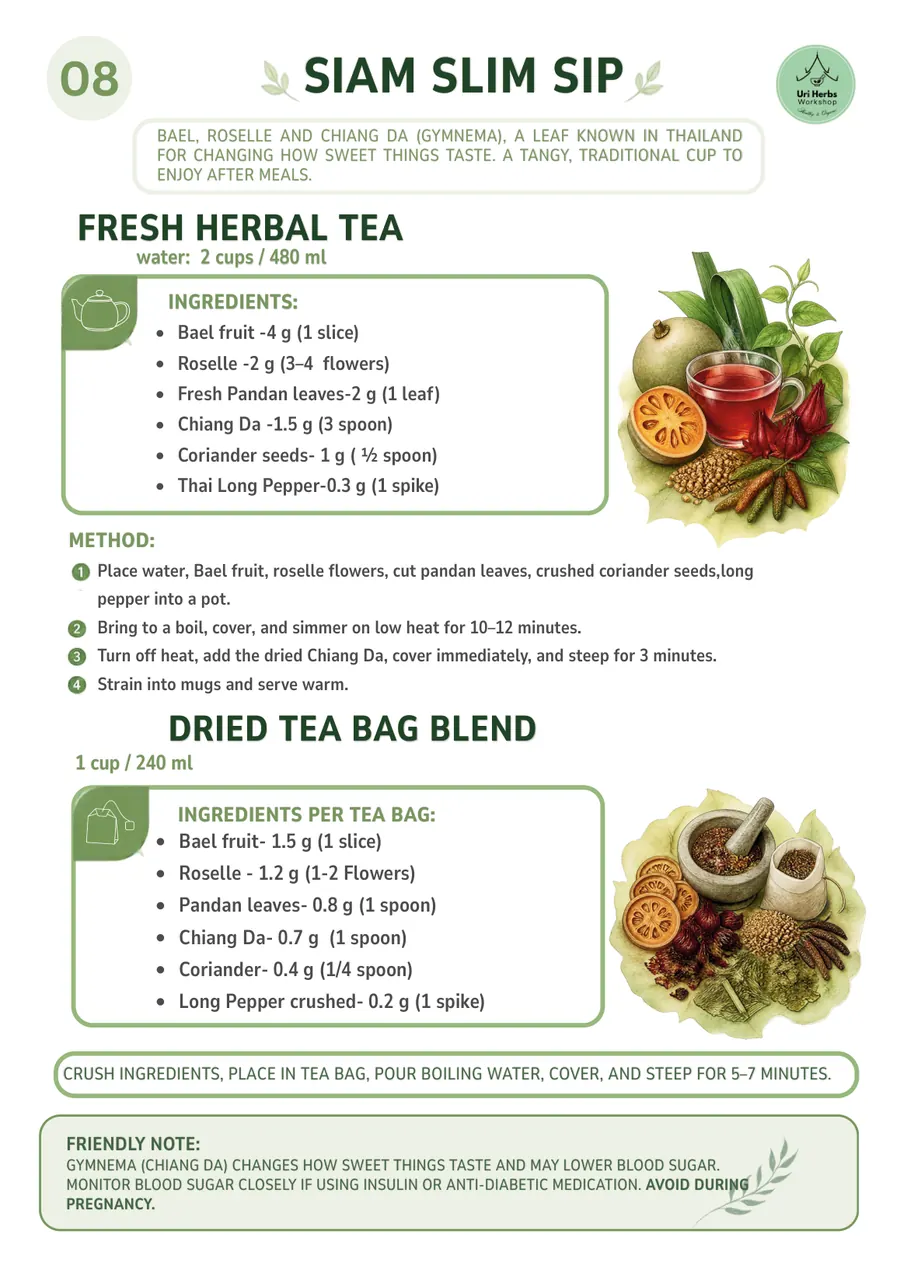 08
SIAM SLIM SIP
Uri Herbs
Workshop
Healthy & Organic
BAEL, ROSELLE AND CHIANG DA (GYMNEMA), A LEAF KNOWN IN THAILAND
FOR CHANGING HOW SWEET THINGS TASTE. A TANGY, TRADITIONAL CUP TO
ENJOY AFTER MEALS.
FRESH HERBAL TEA
water:  2 cups / 480 ml
INGREDIENTS:
• Bael fruit -4 g (1 slice)
• Roselle -2 g (3–4  flowers)
• Fresh Pandan leaves-2 g (1 leaf)
• Chiang Da -1.5 g (3 spoon)
• Coriander seeds- 1 g ( ½ spoon)
• Thai Long Pepper-0.3 g (1 spike)
METHOD:
1 Place water, Bael fruit, roselle flowers, cut pandan leaves, crushed coriander seeds,long
pepper into a pot.
2 Bring to a boil, cover, and simmer on low heat for 10–12 minutes.
3 Turn off heat, add the dried Chiang Da, cover immediately, and steep for 3 minutes.
4 Strain into mugs and serve warm.
DRIED TEA BAG BLEND
1 cup / 240 ml
INGREDIENTS PER TEA BAG:
• Bael fruit- 1.5 g (1 slice)
• Roselle - 1.2 g (1-2 Flowers)
• Pandan leaves- 0.8 g (1 spoon)
• Chiang Da- 0.7 g  (1 spoon)
• Coriander- 0.4 g (1/4 spoon)
• Long Pepper crushed- 0.2 g (1 spike)
CRUSH INGREDIENTS, PLACE IN TEA BAG, POUR BOILING WATER, COVER, AND STEEP FOR 5–7 MINUTES.
FRIENDLY NOTE:
GYMNEMA (CHIANG DA) CHANGES HOW SWEET THINGS TASTE AND MAY LOWER BLOOD SUGAR.
MONITOR BLOOD SUGAR CLOSELY IF USING INSULIN OR ANTI-DIABETIC MEDICATION. AVOID DURING
PREGNANCY.